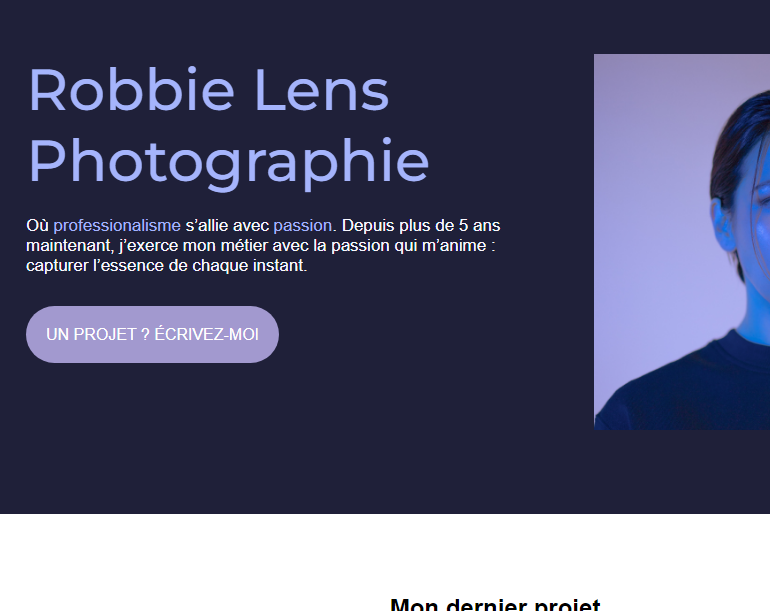 Robbie Lens
Photographie
Où professionalisme s’allie avec passion. Depuis plus de 5 ans
maintenant, j’exerce mon métier avec la passion qui m’anime :
capturer l’essence de chaque instant.
UN PROJET ? ÉCRIVEZ-MOI
Mon dernier projet